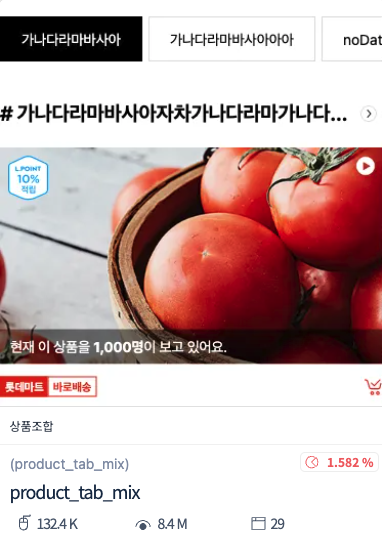 가나다라마바사아
가나다라마바사아아아
noDat
# 가나다라마바사아자차가나다라마가나다...
L.POINT
10%
적립
현재 이 상품을 1,000명이 보고 있어요.
롯데마트 바로배송
상품조합
(product_tab_mix)
1.582 %
product_tab_mix
132.4 K
8.4 M
29